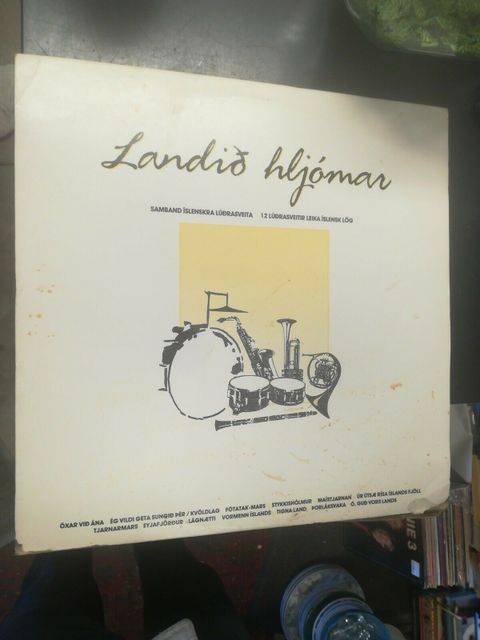 Landið hljómar
SAMBAND ÍSLENSKRA LÚÐRASVEITA 12 LÚÐRASVEITIR LEIKA ÍSLENSK LÖG
ÖXAR VIÐ ÁNA ÉG VILDI GETA SUNGIÐ ÞÉR / KVÖLDLAG FÓTATAK-MARS STYKKISHÓLMUR MAÍSTJARNAN ÚR ÚTSÆ RÍSA ÍSLANDS FJÖLL
TJARNARMARS EYJAFJÖRÐUR - LÁGNÆTTI VORMENN ÍSLANDS TIGNA LAND ÞORLÁKSVAKA Ó, GUÐ VORS LANDS